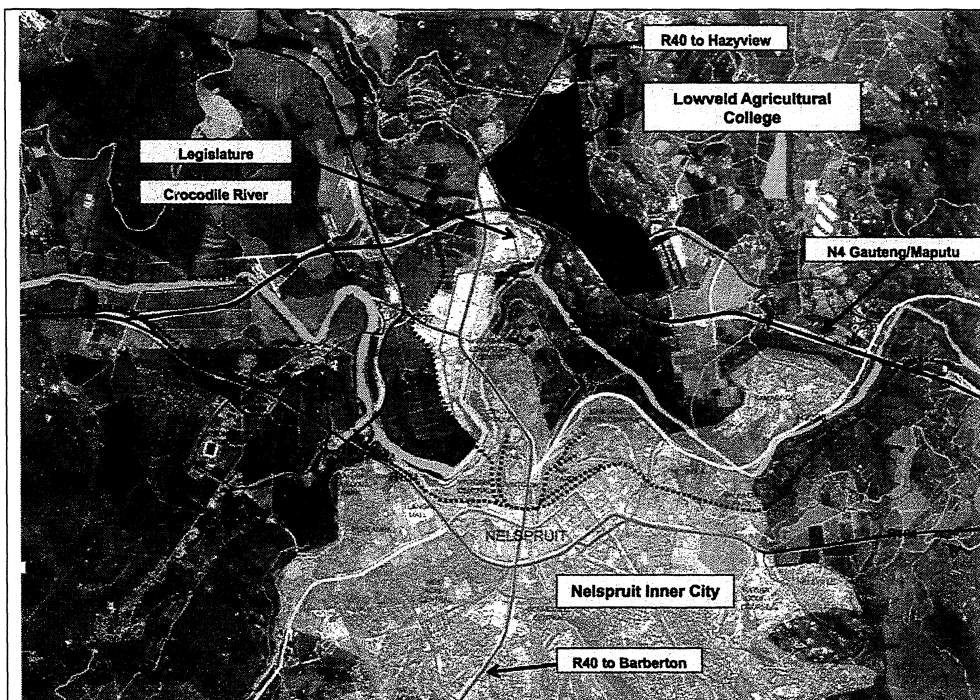 R40 to Hazyview
Lowveld Agricultural
College
Legislature
Crocodile River
N4 Gauteng/Maputu
NELSPRUIT
Nelspruit Inner City
R40 to Barberton